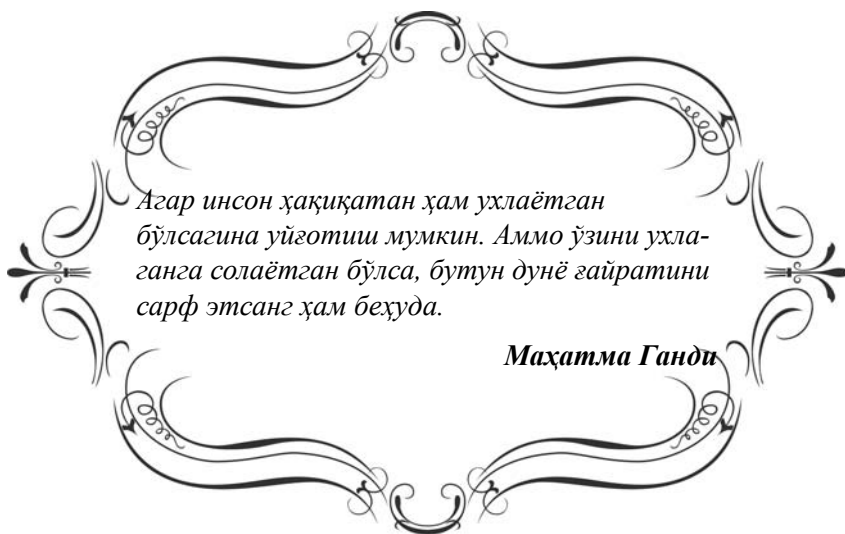 Агар инсон ҳақиқатан ҳам ухлаётган
бўлсагина уйғотиш мумкин. Аммо ўзини ухла-
ганга солаётган бўлса, бутун дунё ғайратини
сарф этсанг ҳам беҳуда.
Маҳатма Ганди